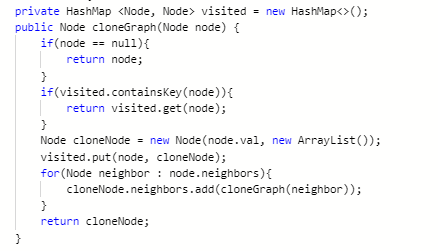 private HashMap <Node, Node> visited = new HashMap<>();
public Node cloneGraph(Node node) {
    if(node == null){
        return node;
    }
    if(visited.containsKey(node)){
        return visited.get(node);
    }
    Node cloneNode = new Node(node.val, new ArrayList());
    visited.put(node, cloneNode);
    for(Node neighbor : node.neighbors){
        cloneNode.neighbors.add(cloneGraph(neighbor));
    }
    return cloneNode;
}